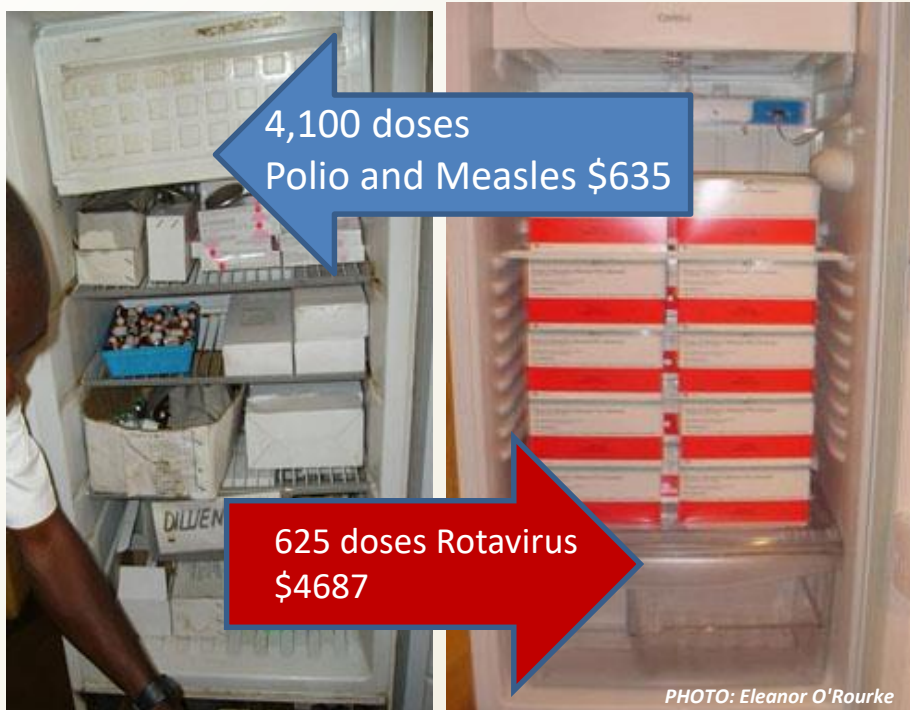 4,100 doses
Polio and Measles $635
DILUEN
625 doses Rotavirus
$4687
PHOTO: Eleanor O'Rourke